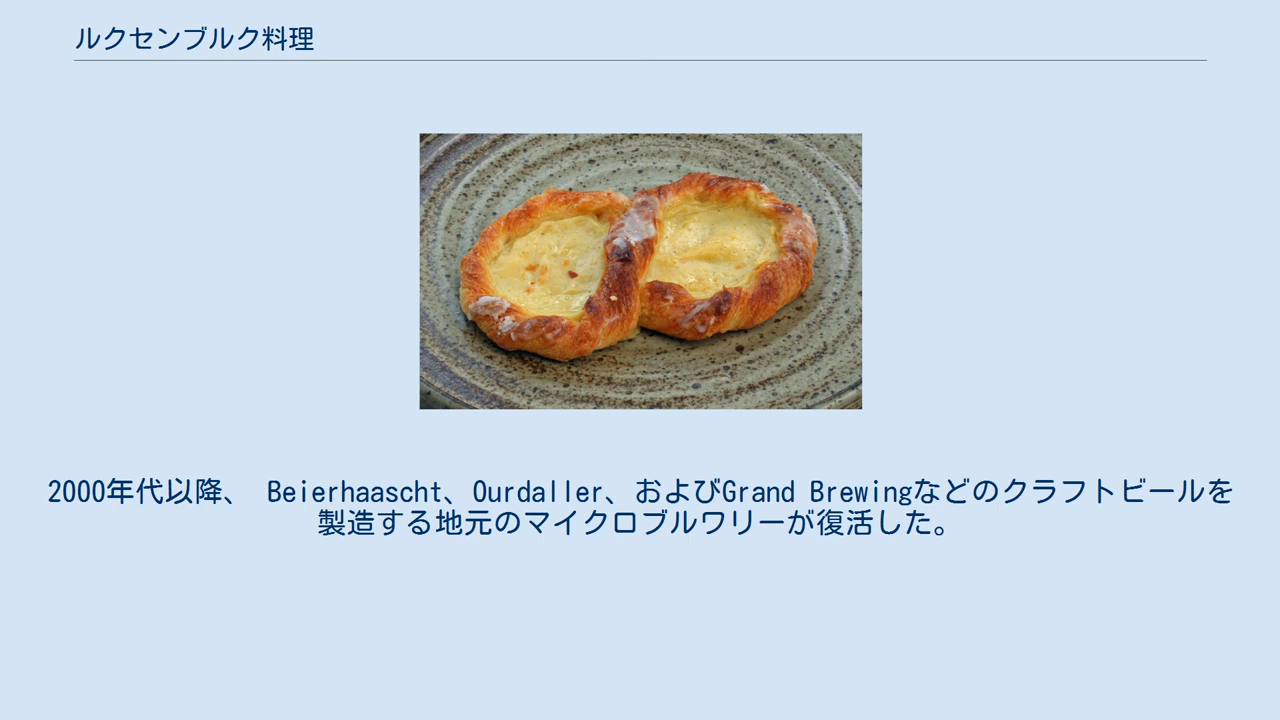 ルクセンブルク料理
2000年代以降、 Beierhaascht、Ourdaller、およびGrand Brewingなどのクラフトビールを
製造する地元のマイクロブルワリーが復活した。